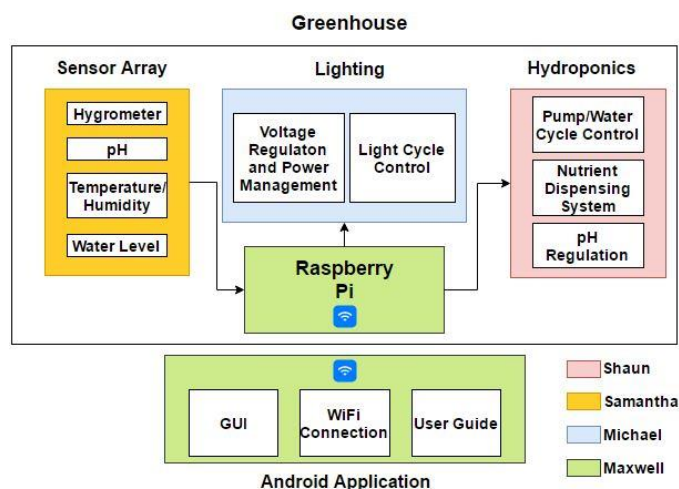 Greenhouse
Sensor Array
Hygrometer
pH
Temperature/
Humidity
Water Level
Lighting
Voltage
Regulaton
and Power
Management
Light Cycle
Control
Hydroponics
Pump/Water
Cycle Control
Nutrient
Dispensing
System
pH
Regulation
Raspberry
Pi
GUI
WiFi
Connection
User Guide
Android Application
Shaun
Samantha
Michael
Maxwell